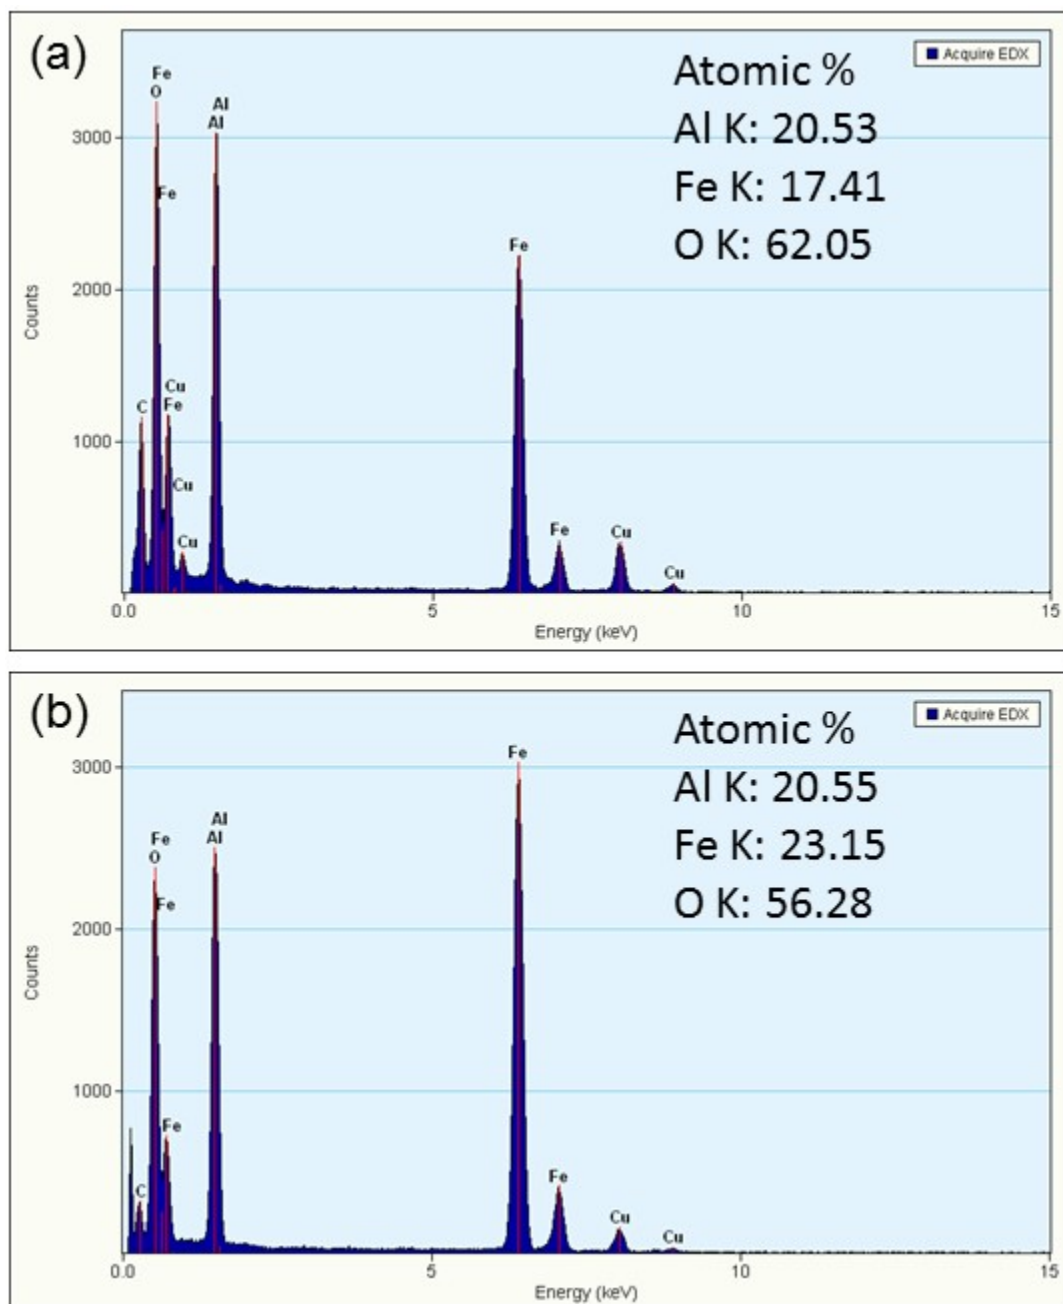 (a)
Acquire EDX
Atomic %
Al K: 20.53
Fe K: 17.41
O K: 62.05
Fe
O
Al
Al
Fe
Fe
Cu
C
Fe
Cu
Cu
Fe
Cu
Cu
3000
2000
1000
Counts
0.0
5
10
15
Energy (keV)
(b)
Acquire EDX
Atomic %
Al K: 20.55
Fe K: 23.15
O K: 56.28
Fe
Al
Al
Fe
O
Fe
Fe
C
Fe
Cu
Cu
3000
2000
1000
Counts
0.0
5
10
15
Energy (keV)